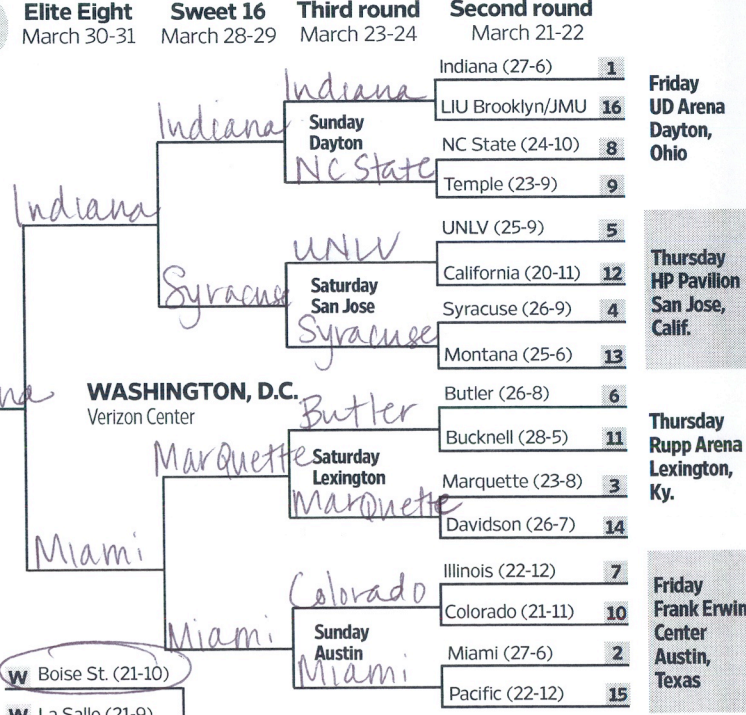 Elite Eight Sweet 16 Third round Second round
March 30-31 March 28-29 March 23-24 March 21-22
Indiana (27-6) 1
Indiana
LIU Brooklyn/JMU 16
Friday
UD Arena
Dayton,
Ohio
Indiana
Sunday
Dayton
NC State (24-10) 8
NC State
Temple (23-9) 9
Indiana
UNLV (25-9) 5
UNLV
California (20-11) 12
Thursday
HP Pavilion
San Jose,
Calif.
Syracuse
Saturday
San Jose
Syracuse (26-9) 4
Syracuse
Montana (25-6) 13
na
WASHINGTON, D.C.
Verizon Center
Butler (26-8) 6
Butler
Bucknell (28-5) 11
Thursday
Rupp Arena
Lexington,
Ky.
Marquette
Saturday
Lexington
Marquette (23-8) 3
Marquette
Davidson (26-7) 14
Miami
Illinois (22-12) 7
Colorado
Colorado (21-11) 10
Friday
Frank Erwin
Center
Austin,
Texas
Miami
Sunday
Austin
Miami (27-6) 2
Miami
Pacific (22-12) 15
W Boise St. (21-10)
W La Salle (21-9)